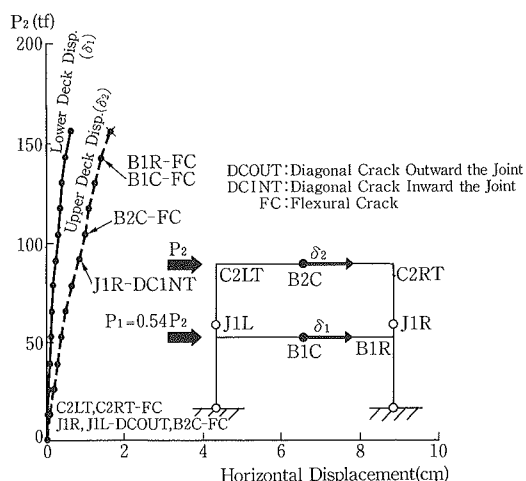 P₂ (tf)
200
150
100
50
0
Lower Deck Disp.
(δ₁)
Upper Deck Disp.(δ₂)
B1R-FC
B1C-FC
B2C-FC
J1R-DC1NT
C2LT,C2RT-FC
J1R, J1L-DCOUT, B2C-FC
DCOUT:Diagonal Crack Outward the Joint
DCINT:Diagonal Crack Inward the Joint
FC:Flexural Crack
P₂
δ₂
C2LT
B2C
C2RT
P₁=0.54P₂
J1L
δ₁
J1R
B1C
B1R
0 2 4 6 8 10
Horizontal Displacement(cm)